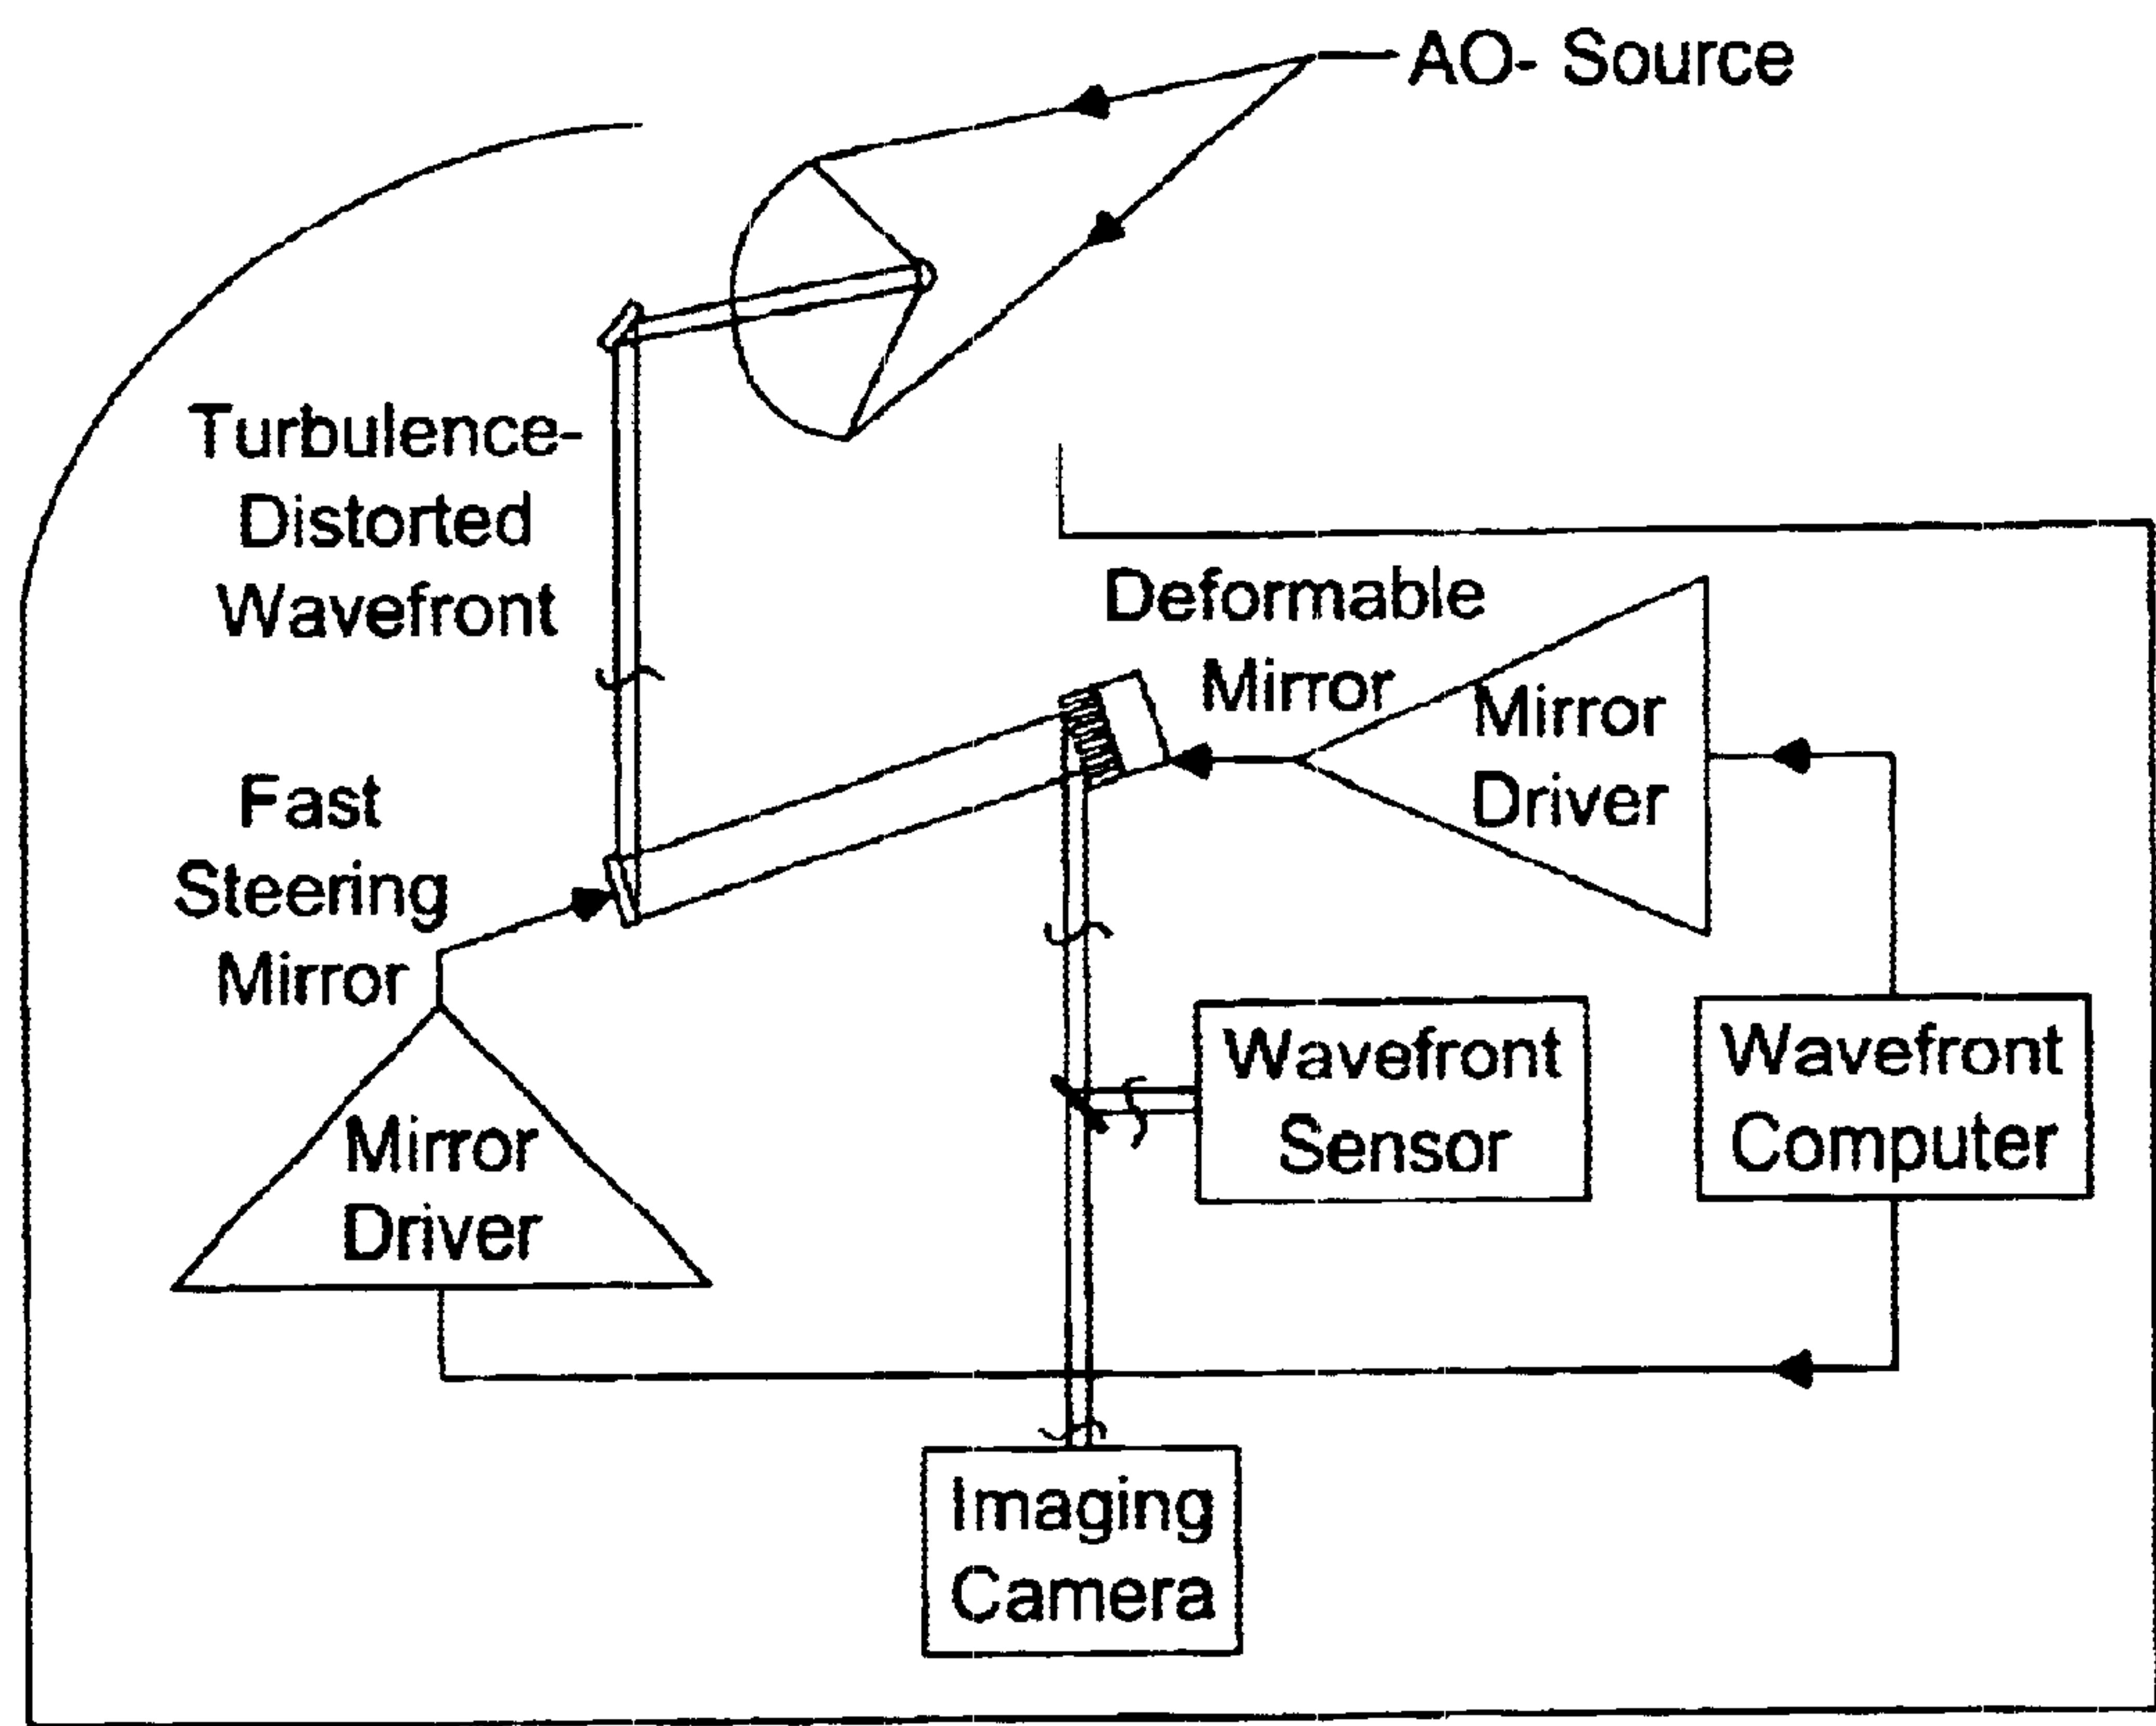 AO- Source
Turbulence-
Distorted
Wavefront
Deformable
Mirror
Mirror
Driver
Fast
Steering
Mirror
Mirror
Driver
Wavefront
Sensor
Wavefront
Computer
Imaging
Camera